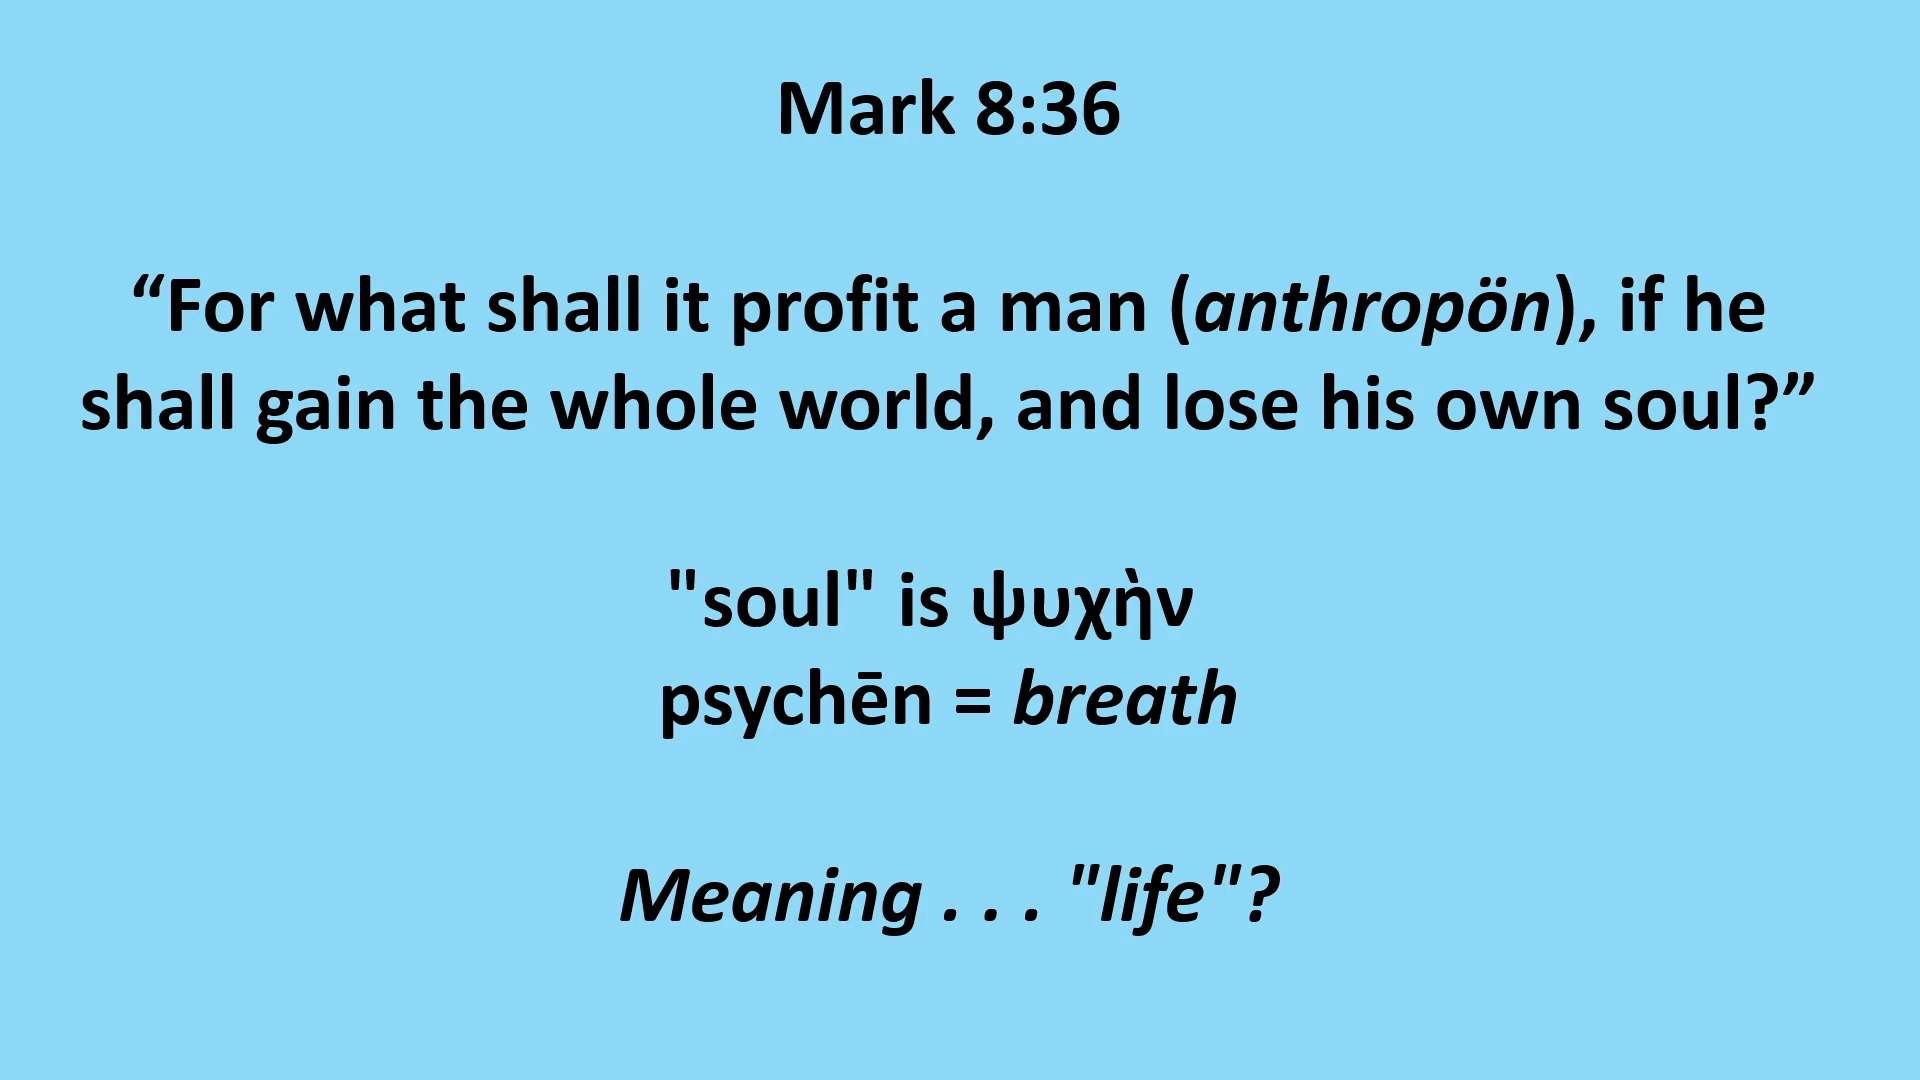 Mark 8:36
“For what shall it profit a man (anthropön), if he
shall gain the whole world, and lose his own soul?”
"soul" is ψυχὴν
psychēn = breath
Meaning . . . "life"?